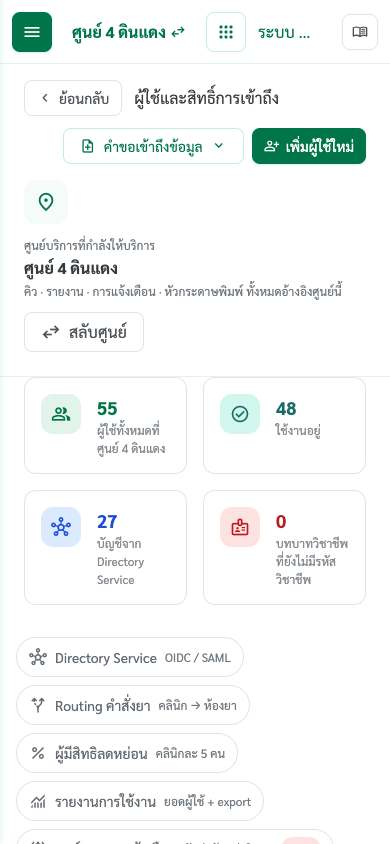 ศูนย์ 4 ดินแดง
ระบบ ...
ย้อนกลับ
ผู้ใช้และสิทธิ์การเข้าถึง
คำขอเข้าถึงข้อมูล
เพิ่มผู้ใช้ใหม่
ศูนย์บริการที่กำลังให้บริการ
ศูนย์ 4 ดินแดง
คิว · รายงาน · การแจ้งเตือน · หัวกระดาษพิมพ์ ทั้งหมดอ้างอิงศูนย์นี้
สลับศูนย์
55
ผู้ใช้ทั้งหมดที่
ศูนย์ 4 ดินแดง
48
ใช้งานอยู่
27
บัญชีจาก
Directory
Service
0
บทบาทวิชาชีพ
ที่ยังไม่มีรหัส
วิชาชีพ
Directory Service OIDC / SAML
Routing คำสั่งยา คลินิก → ห้องยา
ผู้มีสิทธิลดหย่อน คลินิกละ 5 คน
รายงานการใช้งาน ยอดผู้ใช้ + export